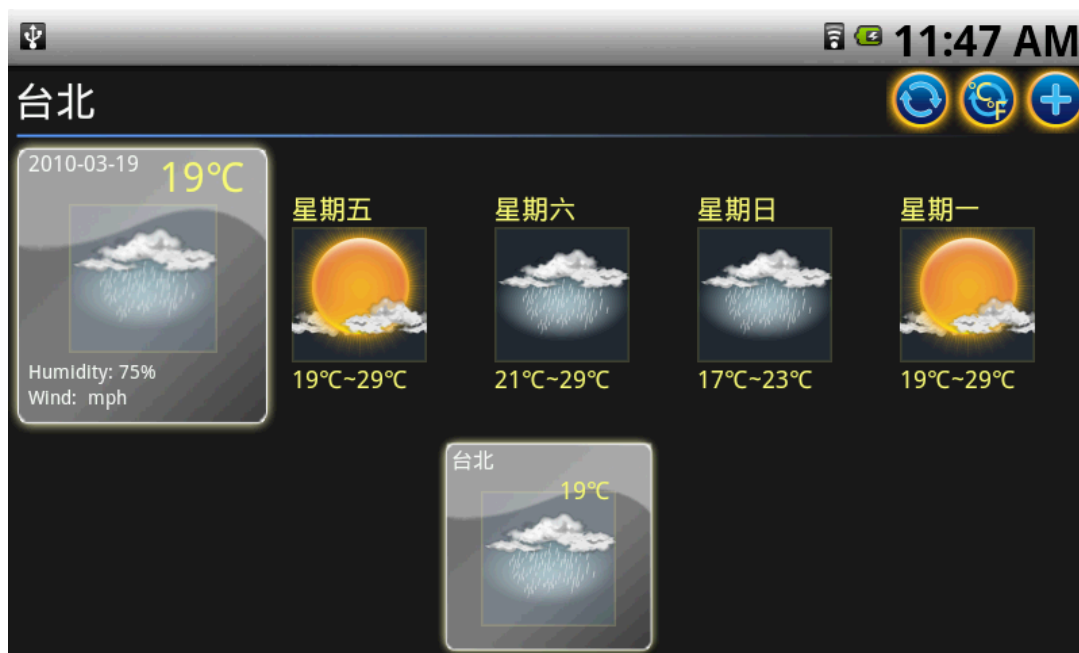 11:47 AM
台北
°C
°F
2010-03-19
19°C
Humidity: 75%
Wind: mph
星期五
19°C~29°C
星期六
21°C~29°C
星期日
17°C~23°C
星期一
19°C~29°C
台北
19°C